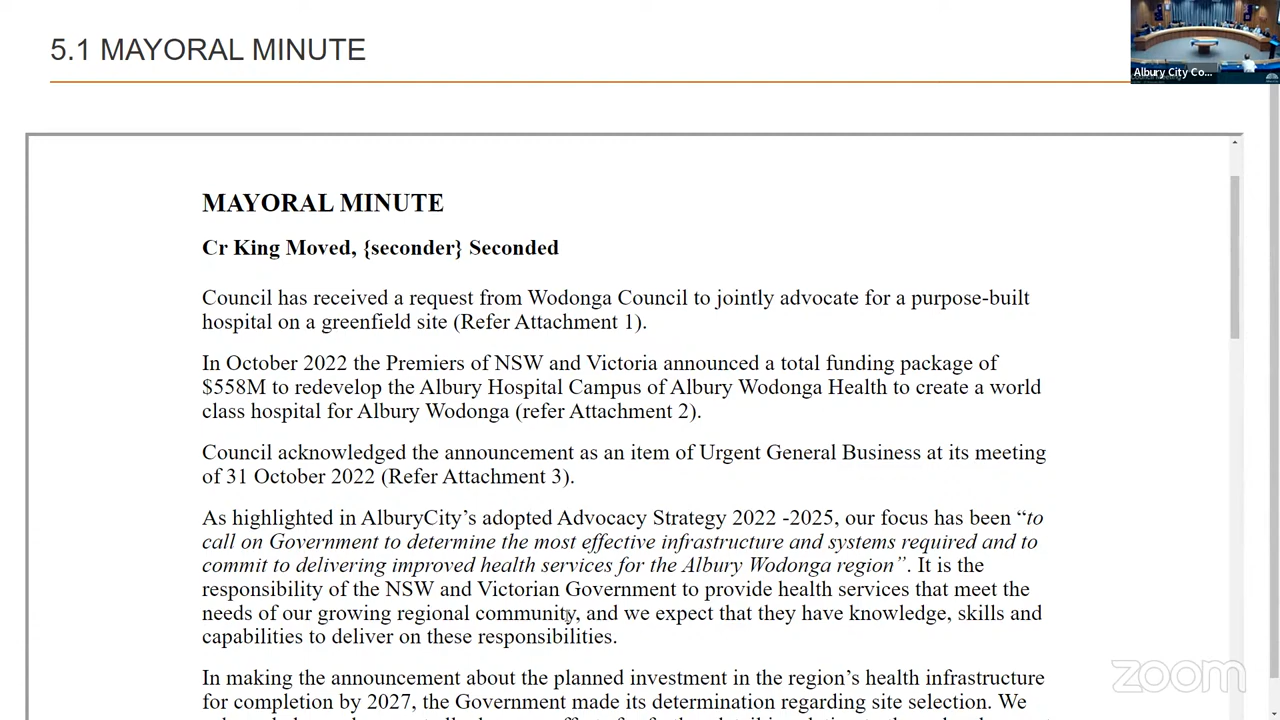 5.1 MAYORAL MINUTE
Albury City Co...
MAYORAL MINUTE
Cr King Moved, {seconder} Seconded
Council has received a request from Wodonga Council to jointly advocate for a purpose-built
hospital on a greenfield site (Refer Attachment 1).
In October 2022 the Premiers of NSW and Victoria announced a total funding package of
$558M to redevelop the Albury Hospital Campus of Albury Wodonga Health to create a world
class hospital for Albury Wodonga (refer Attachment 2).
Council acknowledged the announcement as an item of Urgent General Business at its meeting
of 31 October 2022 (Refer Attachment 3).
As highlighted in AlburyCity’s adopted Advocacy Strategy 2022 -2025, our focus has been “to
call on Government to determine the most effective infrastructure and systems required and to
commit to delivering improved health services for the Albury Wodonga region”. It is the
responsibility of the NSW and Victorian Government to provide health services that meet the
needs of our growing regional community, and we expect that they have knowledge, skills and
capabilities to deliver on these responsibilities.
In making the announcement about the planned investment in the region’s health infrastructure
for completion by 2027, the Government made its determination regarding site selection. We
zoom